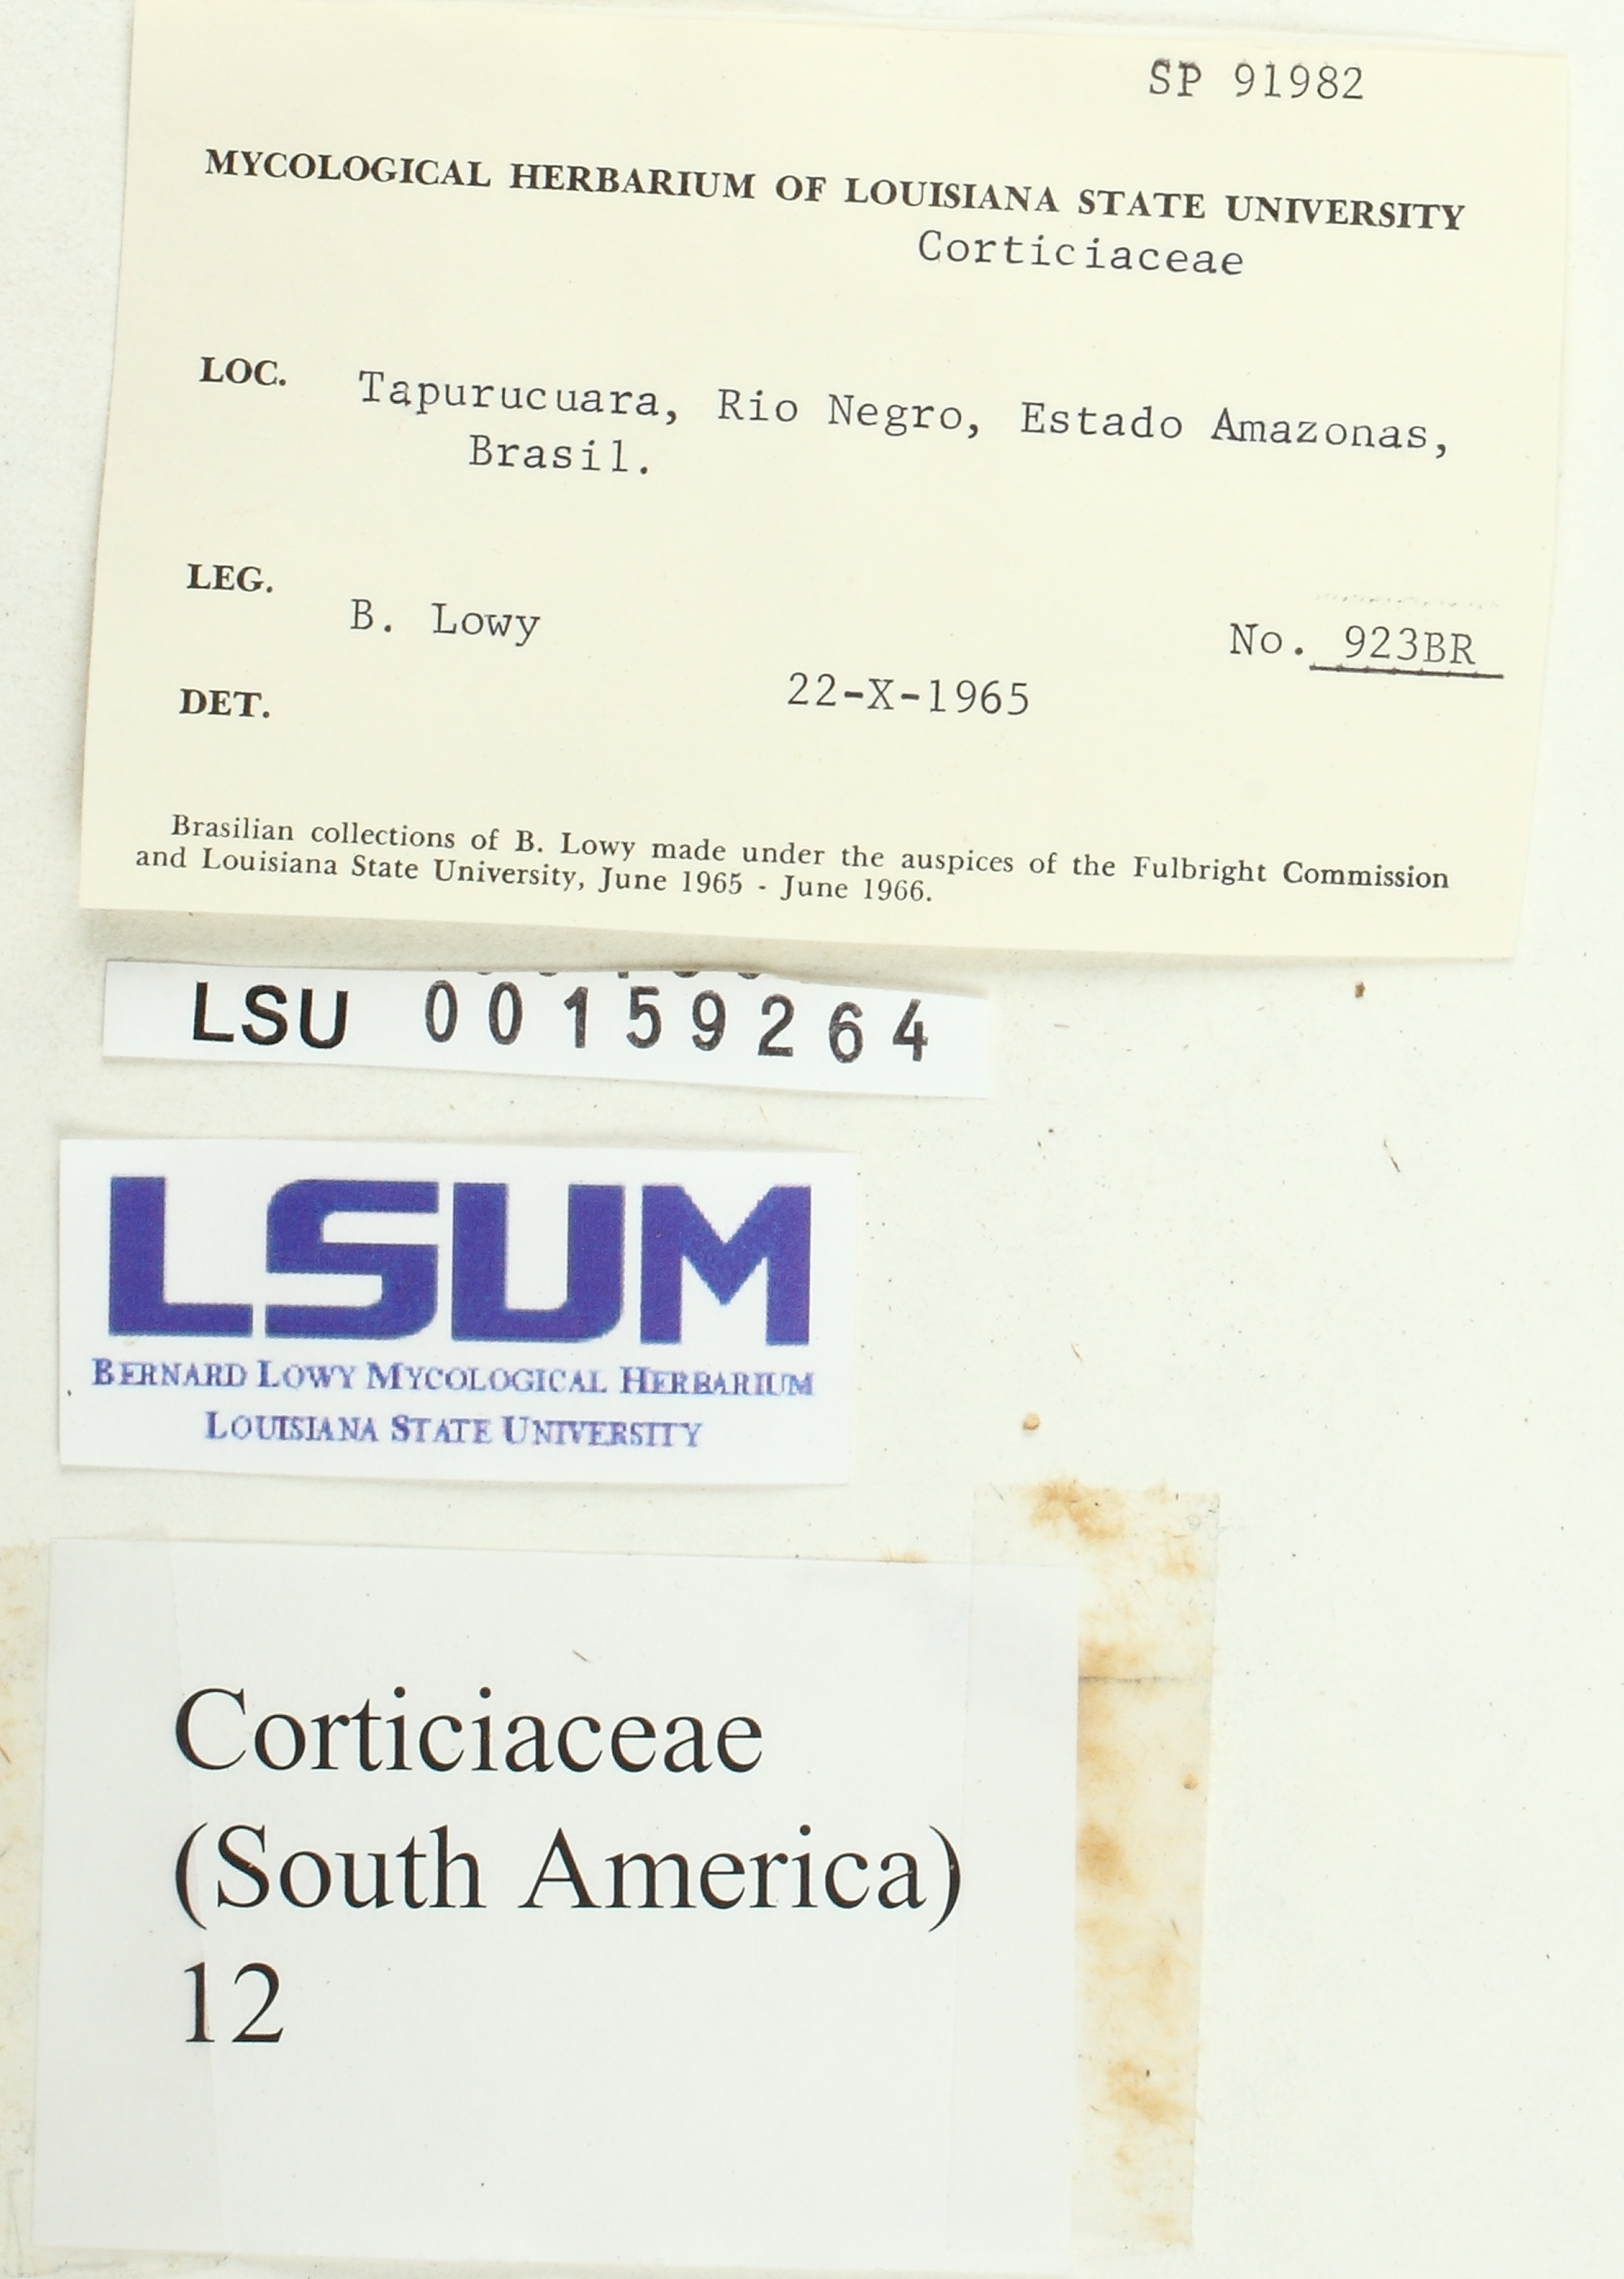 SP 91982
MYCOLOGICAL HERBARIUM OF LOUISIANA STATE UNIVERSITY
Corticiaceae
LOC. Tapurucuara, Rio Negro, Estado Amazonas,
Brasil.
LEG. B. Lowy
No. 923BR
DET. 22-X-1965
Brasilian collections of B. Lowy made under the auspices of the Fulbright Commission
and Louisiana State University, June 1965 - June 1966.
LSU 00159264
LSUM
BERNARD LOWY MYCOLOGICAL HERBARIUM
LOUISIANA STATE UNIVERSITY
Corticiaceae
(South America)
12